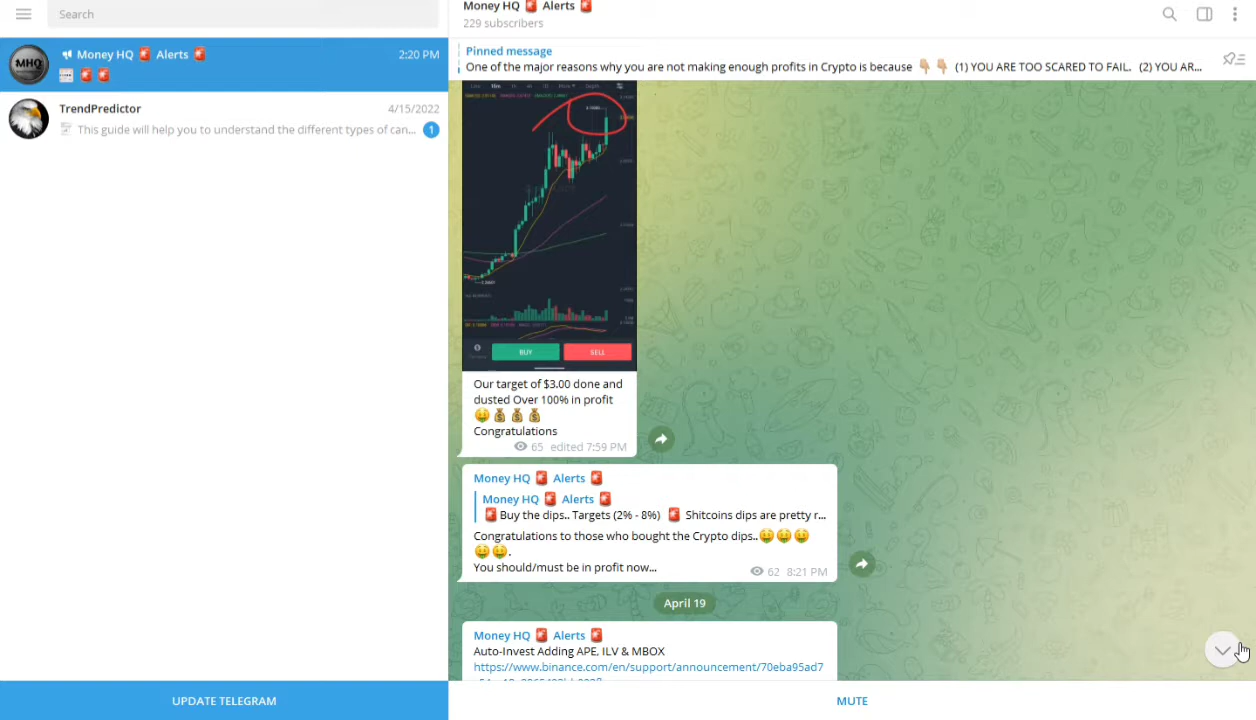 Search
Money HQ 🚨 Alerts 🚨
2:20 PM
🚨 🚨
MHQ
TrendPredictor
4/15/2022
This guide will help you to understand the different types of can...
1
UPDATE TELEGRAM
Money HQ 🚨 Alerts 🚨
229 subscribers
Pinned message
One of the major reasons why you are not making enough profits in Crypto is because 👇🏽 👇🏽 (1) YOU ARE TOO SCARED TO FAIL. (2) YOU AR...
BUY
SELL
Our target of $3.00 done and
dusted Over 100% in profit
🤑 💰 💰 💰
Congratulations
65 edited 7:59 PM
Money HQ 🚨 Alerts 🚨
Money HQ 🚨 Alerts 🚨
🚨 Buy the dips.. Targets (2% - 8%) 🚨 Shitcoins dips are pretty r...
Congratulations to those who bought the Crypto dips..🤑 🤑 🤑
🤑 🤑.
You should/must be in profit now...
62 8:21 PM
April 19
Money HQ 🚨 Alerts 🚨
Auto-Invest Adding APE, ILV & MBOX
https://www.binance.com/en/support/announcement/70eba95ad7
MUTE